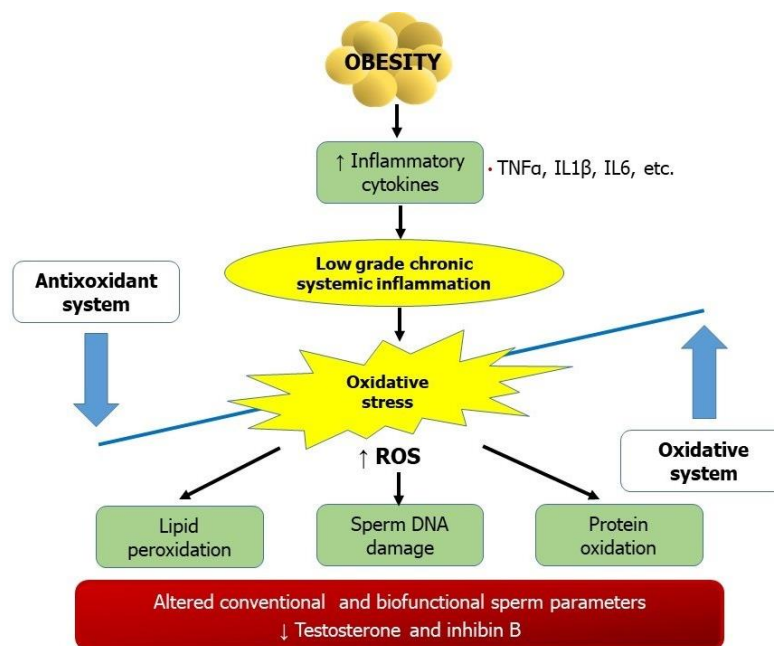 OBESITY
↑ Inflammatory
cytokines
• TNFα, IL1β, IL6, etc.
Low grade chronic
systemic inflammation
Antixoxidant
system
Oxidative
stress
↑ ROS
Oxidative
system
Lipid
peroxidation
Sperm DNA
damage
Protein
oxidation
Altered conventional and biofunctional sperm parameters
↓ Testosterone and inhibin B